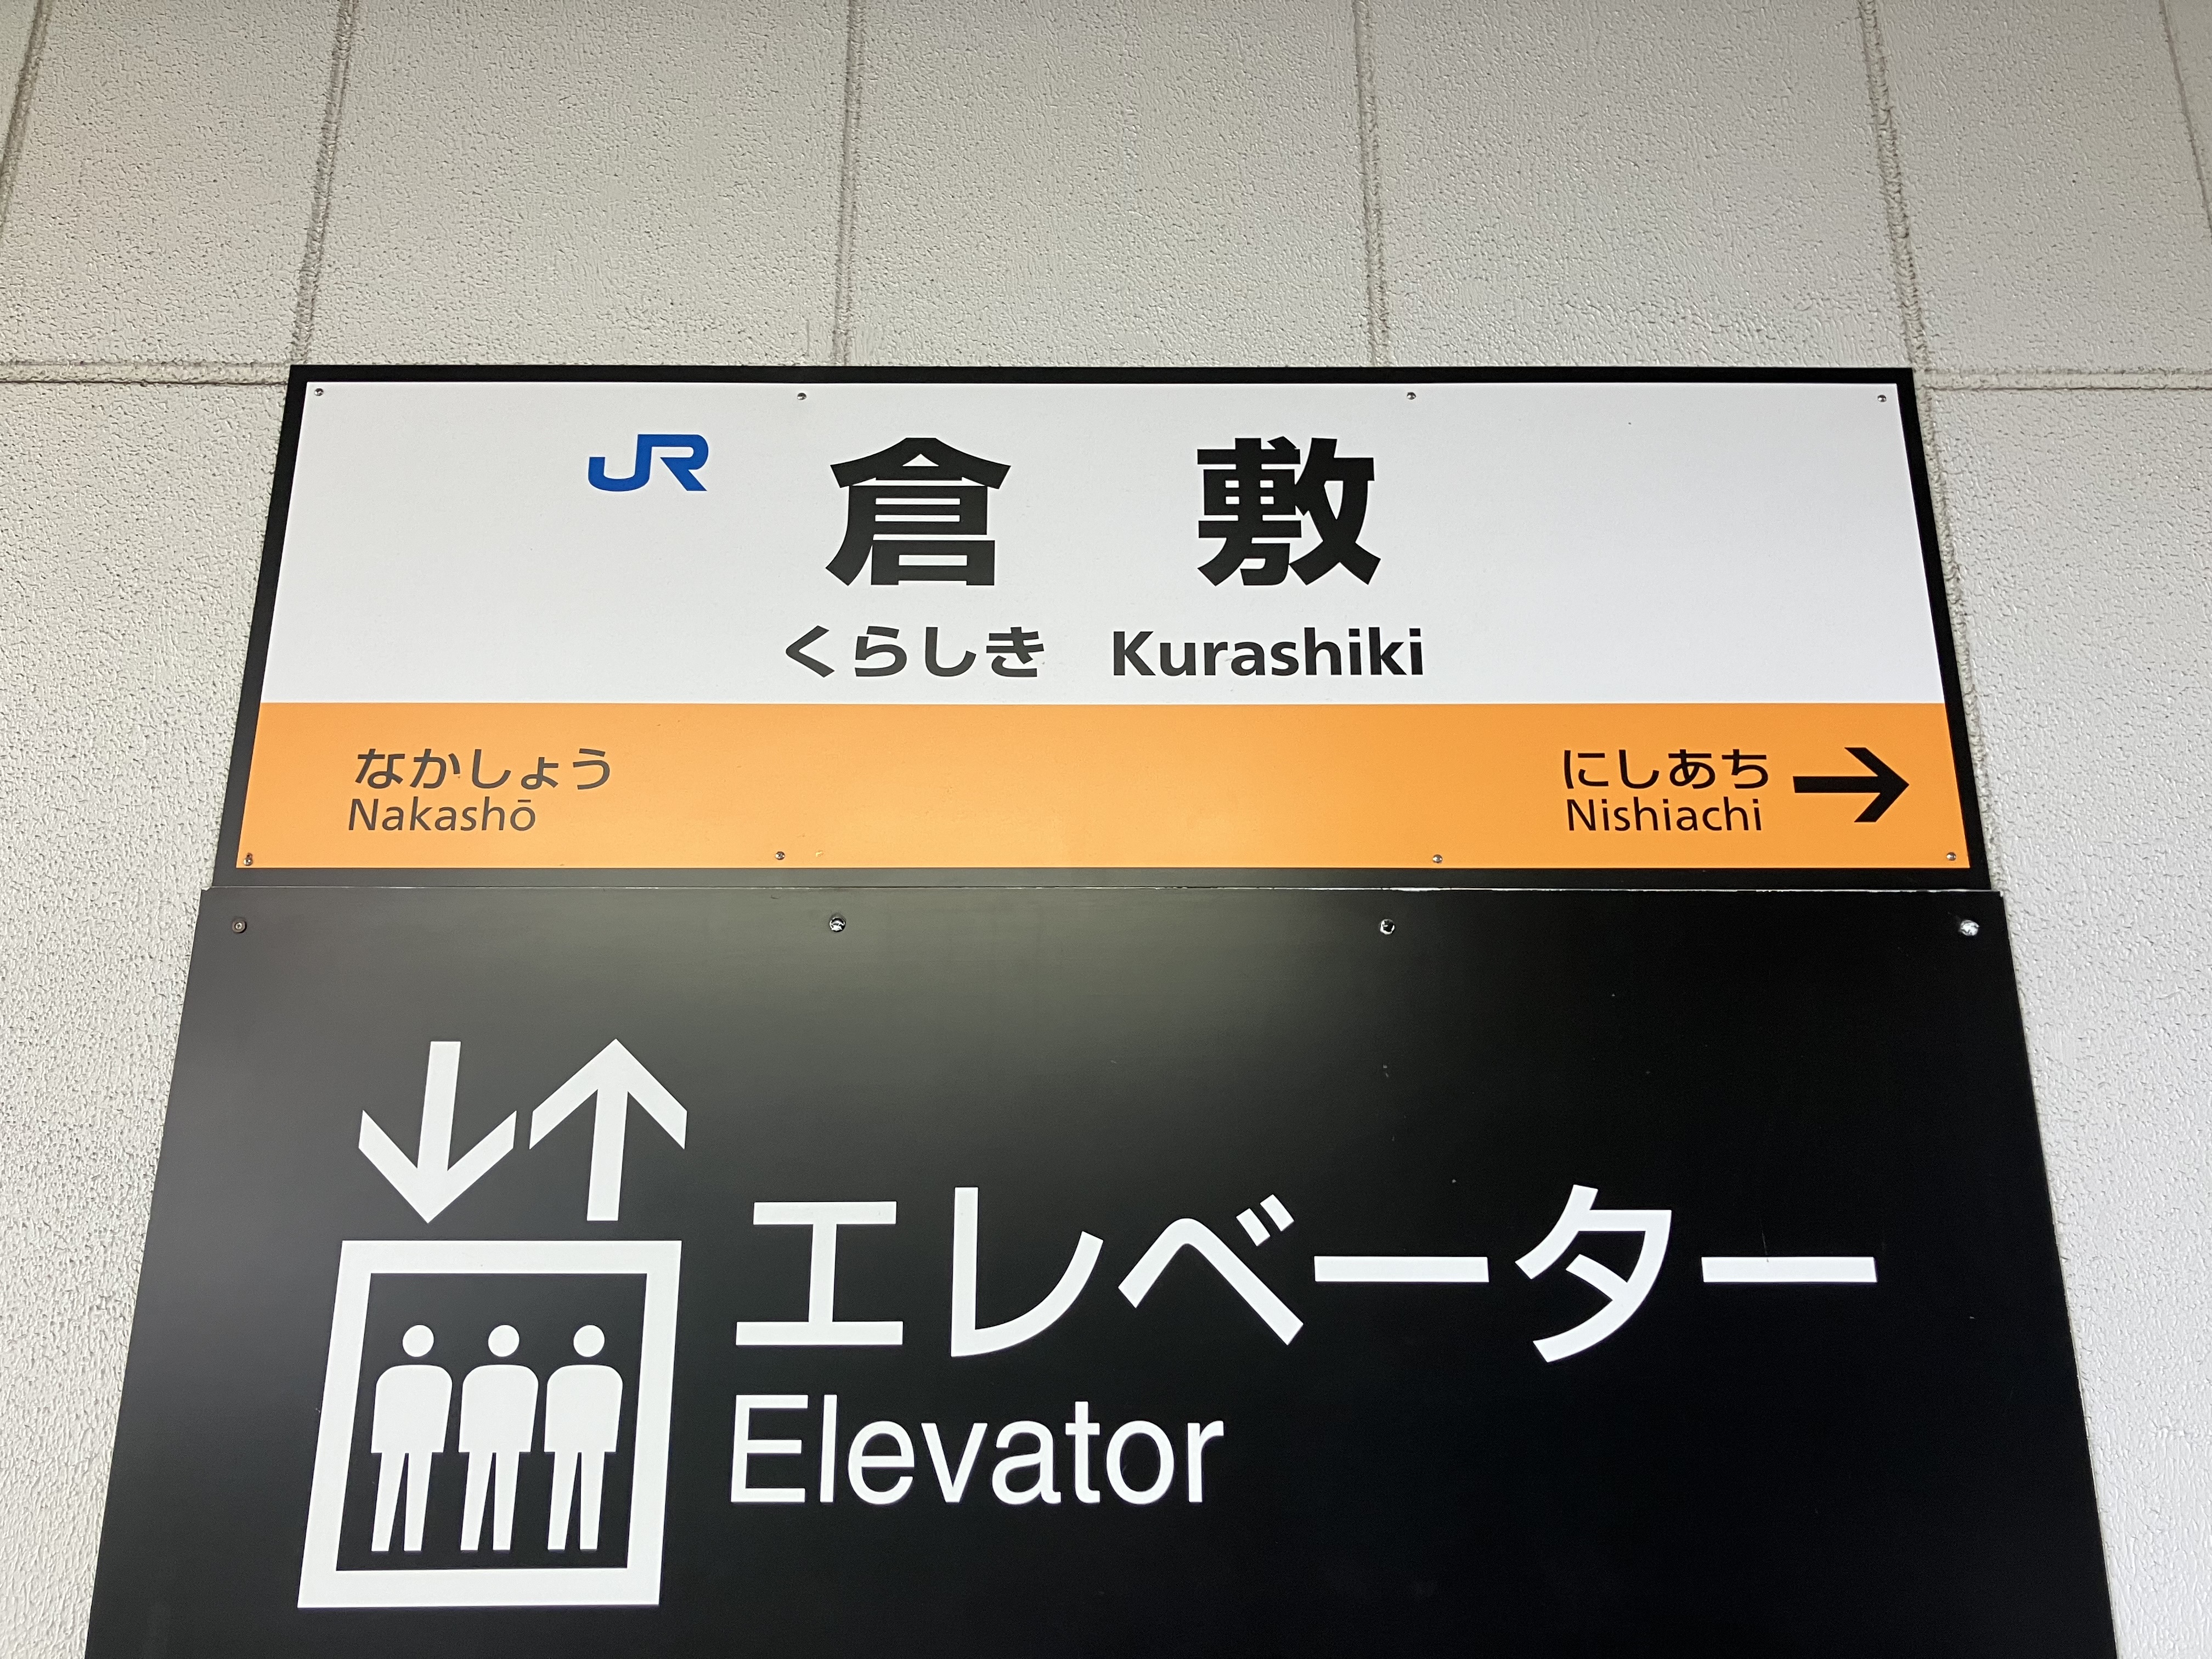 JR 倉敷
くらしき Kurashiki
なかしょう
Nakashō
にしあち
Nishiachi
エレベーター
Elevator